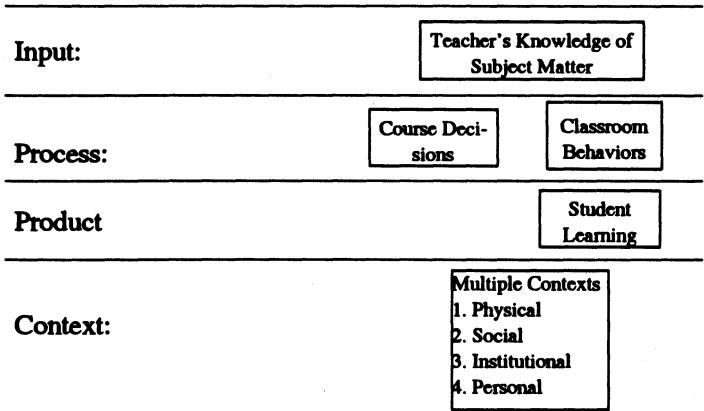 Input:
Teacher's Knowledge of
Subject Matter
Process:
Course Deci-
sions
Classroom
Behaviors
Product
Student
Learning
Context:
Multiple Contexts
1. Physical
2. Social
3. Institutional
4. Personal